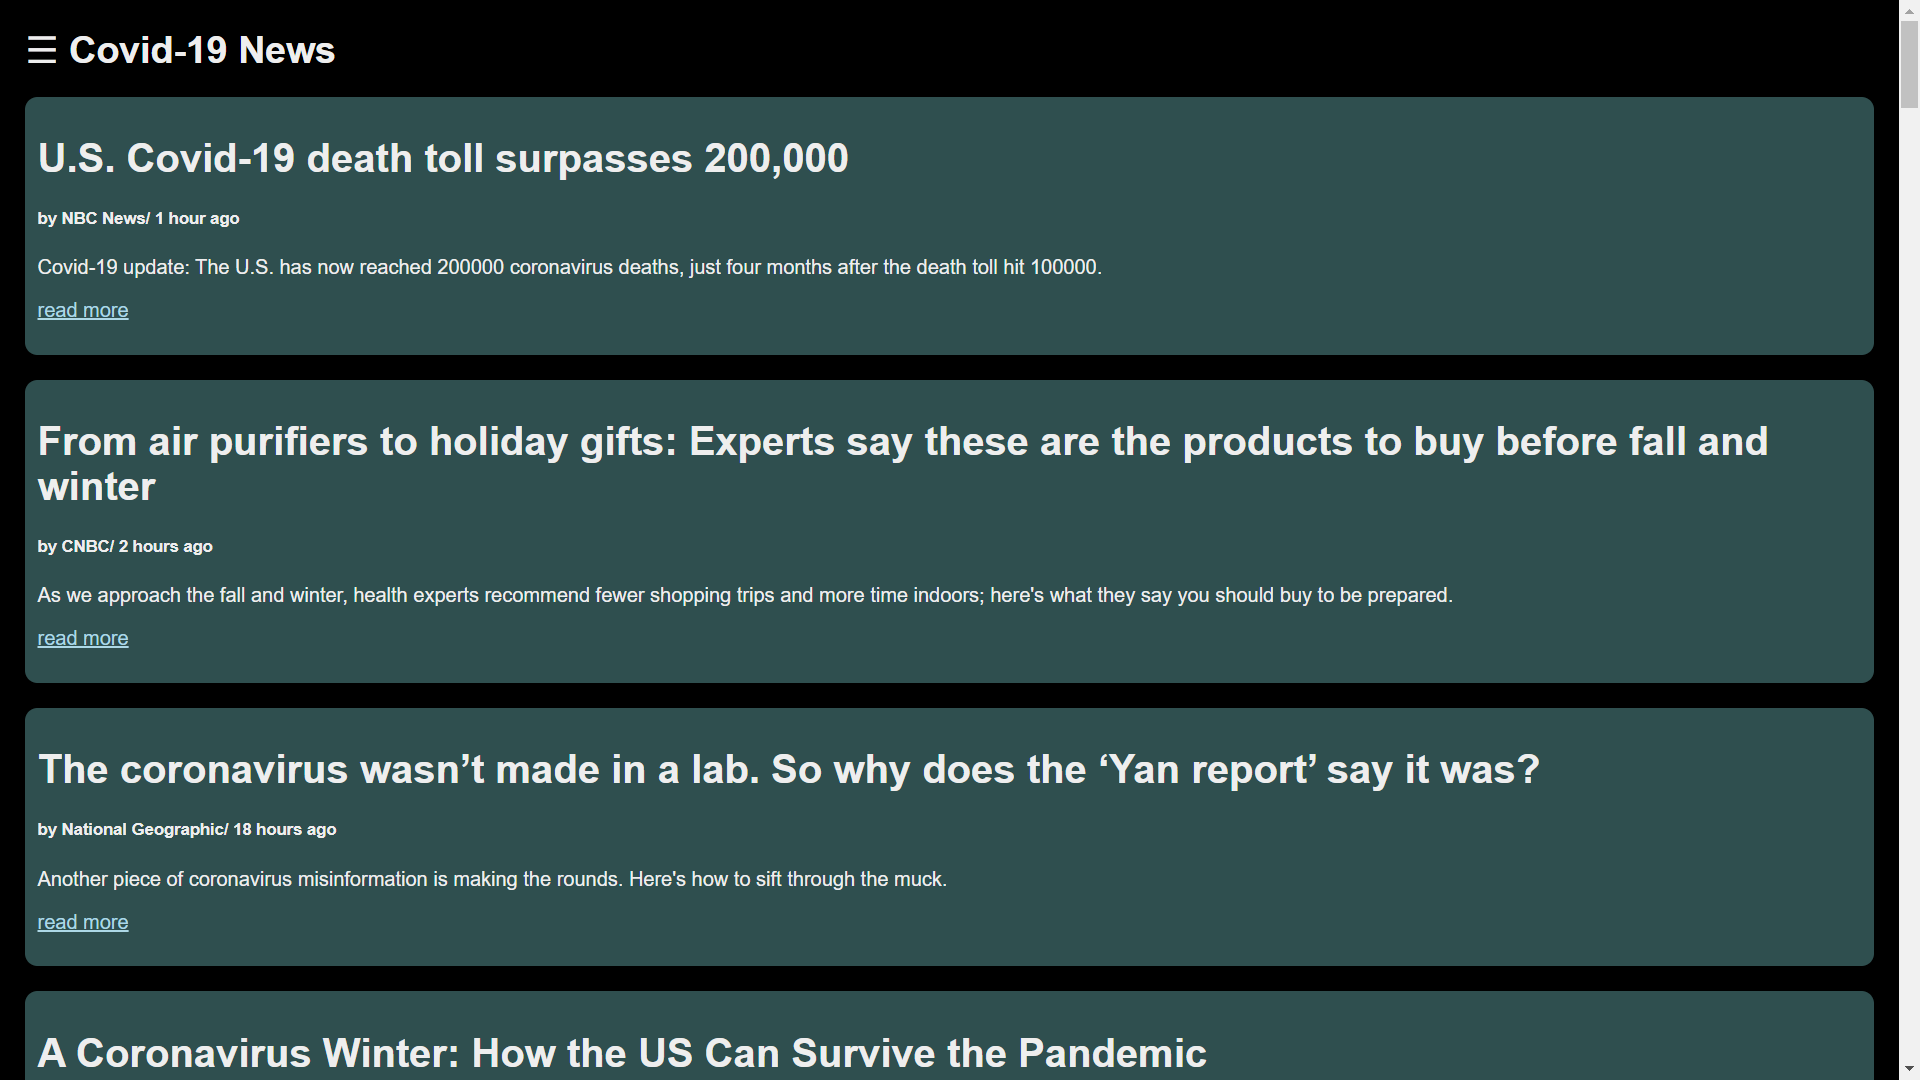 ☰ Covid-19 News
U.S. Covid-19 death toll surpasses 200,000
by NBC News/ 1 hour ago
Covid-19 update: The U.S. has now reached 200000 coronavirus deaths, just four months after the death toll hit 100000.
read more
From air purifiers to holiday gifts: Experts say these are the products to buy before fall and
winter
by CNBC/ 2 hours ago
As we approach the fall and winter, health experts recommend fewer shopping trips and more time indoors; here's what they say you should buy to be prepared.
read more
The coronavirus wasn’t made in a lab. So why does the ‘Yan report’ say it was?
by National Geographic/ 18 hours ago
Another piece of coronavirus misinformation is making the rounds. Here's how to sift through the muck.
read more
A Coronavirus Winter: How the US Can Survive the Pandemic